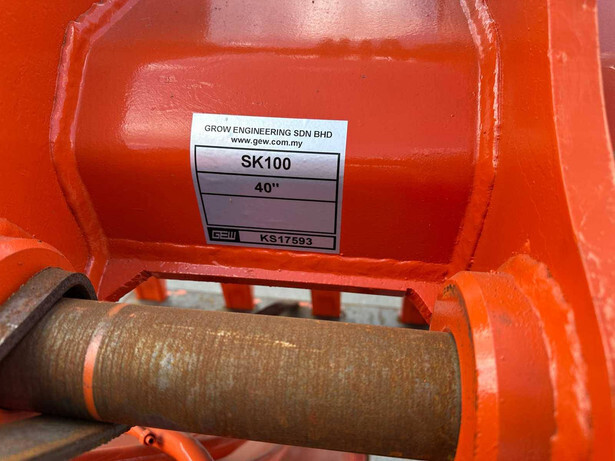 GROW ENGINEERING SDN BHD
www.gew.com.my
SK100
40"
GEW KS17593